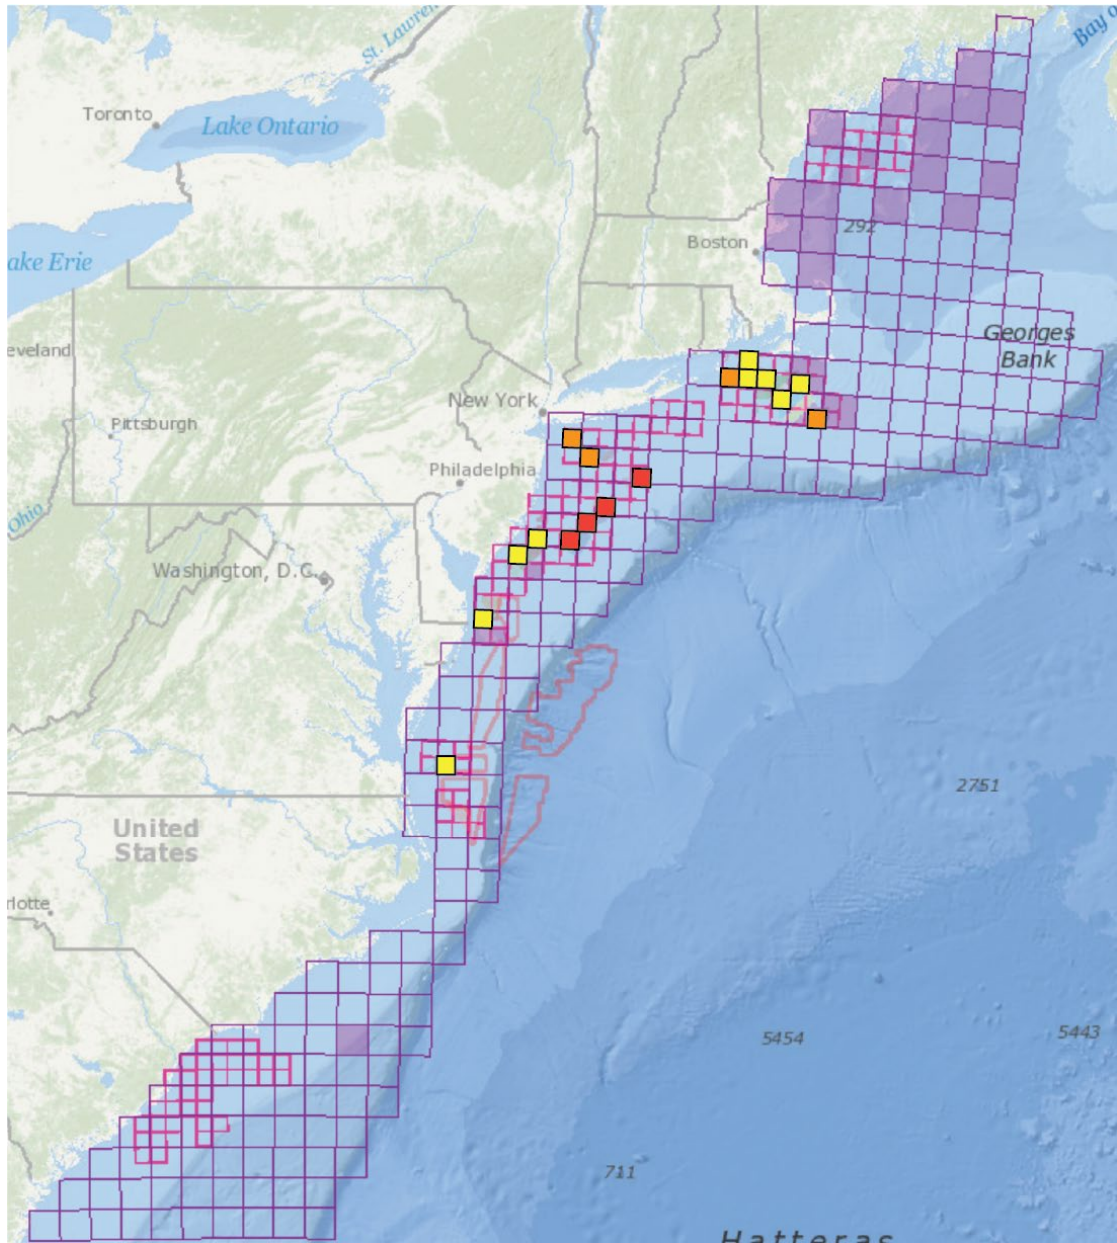 St. Lawren
Bay o
Toronto
Lake Ontario
292
Boston
ake Erie
Georges
Bank
eveland
New York
Pittsburgh
Philadelphia
Ohio
Washington, D.C.
2751
United
States
rlotte
5454
5443
711
Hatteras